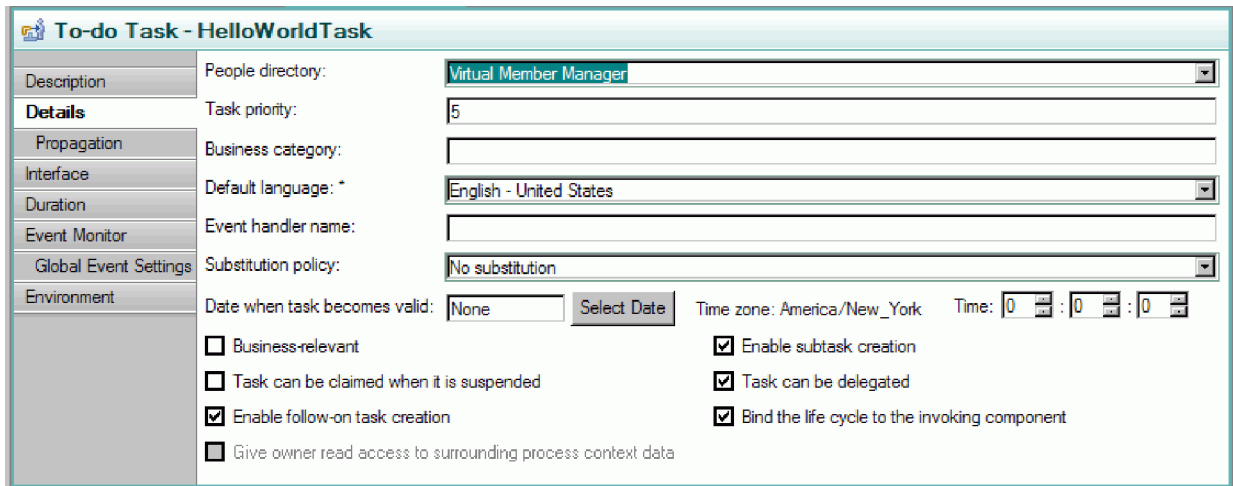 To-do Task - HelloWorldTask
Description
Details
Propagation
Interface
Duration
Event Monitor
Global Event Settings
Environment
People directory: Virtual Member Manager
Task priority: 5
Business category:
Default language: * English - United States
Event handler name:
Substitution policy: No substitution
Date when task becomes valid: None Select Date Time zone: America/New_York Time: 0 : 0 : 0
Business-relevant Enable subtask creation
Task can be claimed when it is suspended Task can be delegated
Enable follow-on task creation Bind the life cycle to the invoking component
Give owner read access to surrounding process context data